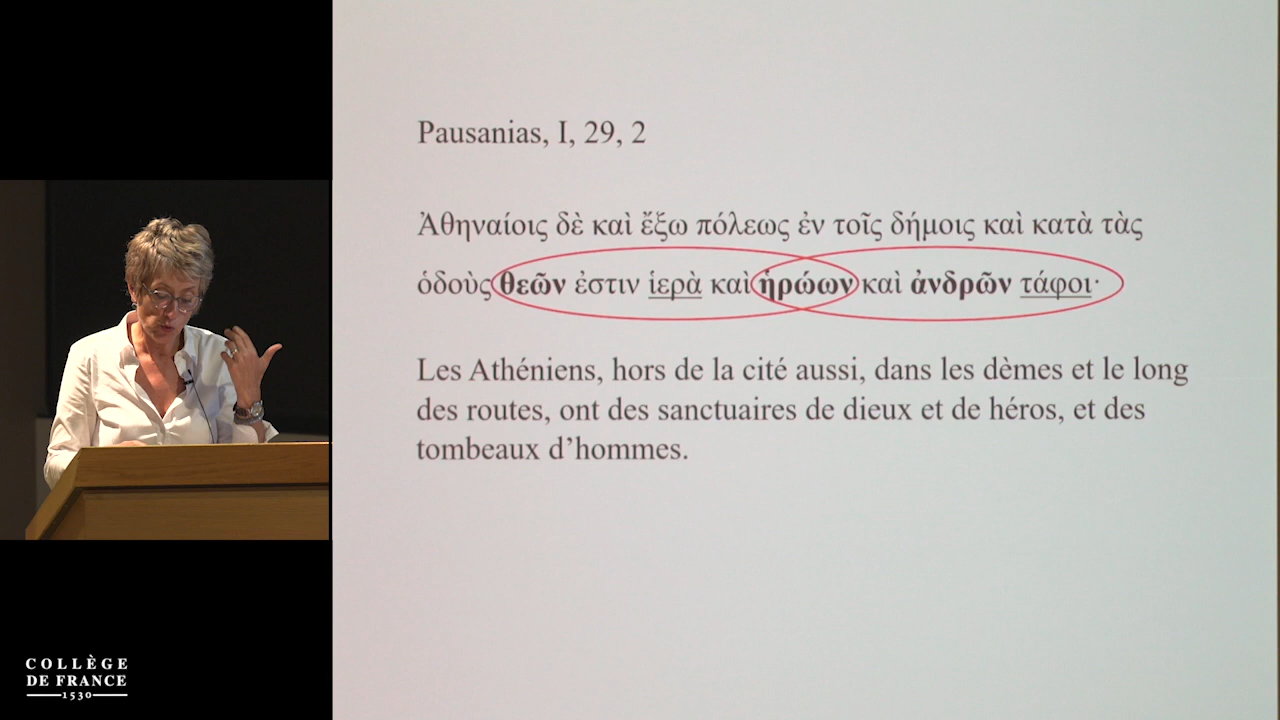 Pausanias, I, 29, 2
Ἀθηναίοις δὲ καὶ ἔξω πόλεως ἐν τοῖς δήμοις καὶ κατὰ τὰς
ὁδοὺς θεῶν ἐστιν ἱερὰ καὶ ἡρώων καὶ ἀνδρῶν τάφοι·
Les Athéniens, hors de la cité aussi, dans les dèmes et le long
des routes, ont des sanctuaires de dieux et de héros, et des
tombeaux d’hommes.
COLLÈGE
DE FRANCE
1530